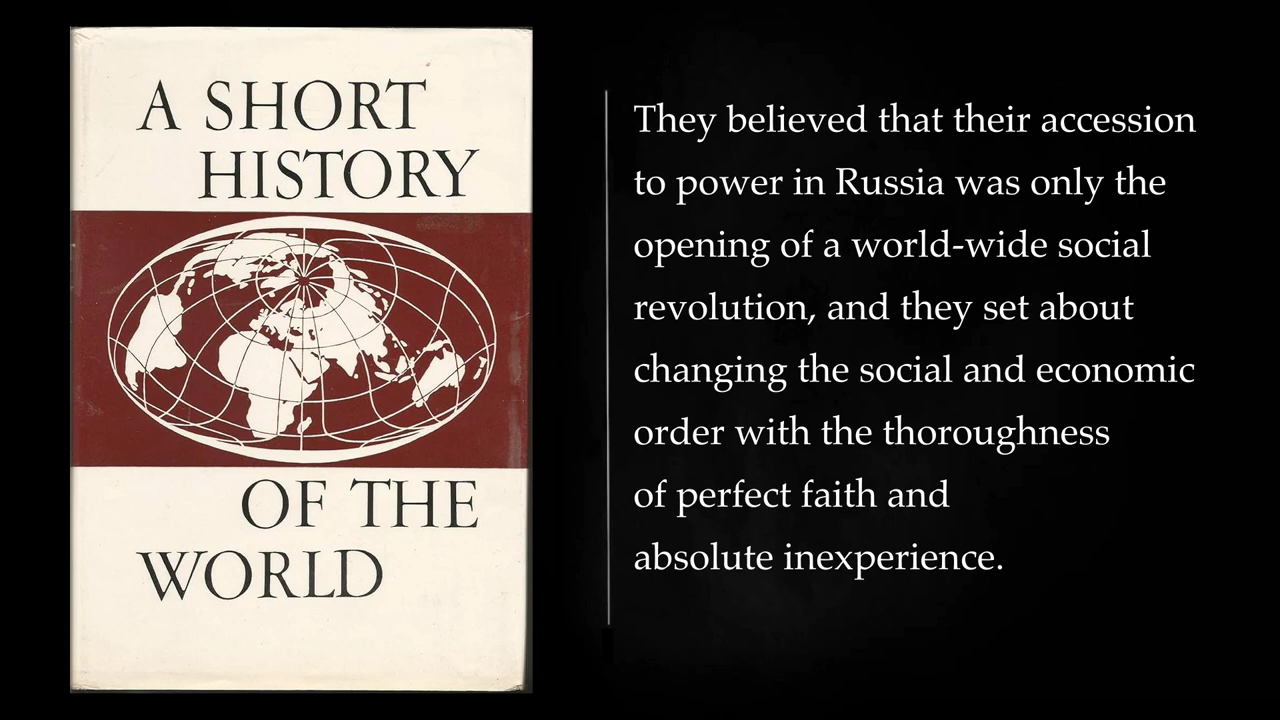 A SHORT
HISTORY
OF THE
WORLD
They believed that their accession
to power in Russia was only the
opening of a world-wide social
revolution, and they set about
changing the social and economic
order with the thoroughness
of perfect faith and
absolute inexperience.